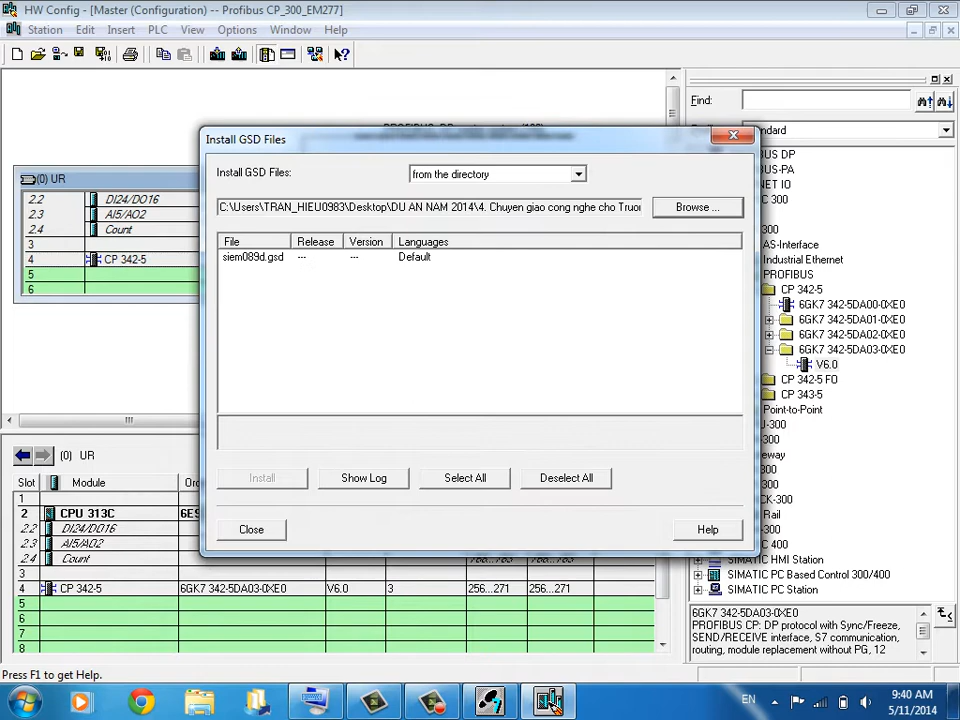 HW Config - [Master (Configuration) -- Profibus CP_300_EM277]
Station Edit Insert PLC View Options Window Help
Find:
ndard
Install GSD Files
Install GSD Files:
from the directory
C:\Users\TRAN_HIEU0983\Desktop\DU AN NAM 2014\4. Chuyen giao cong nghe cho Truo
Browse ...
File Release Version Languages
siem089d.gsd --- --- Default
Install
Show Log
Select All
Deselect All
Close
Help
(0) UR
2.2 DI24/DO16
2.3 AI5/AO2
2.4 Count
3
4 CP 342-5
5
6
US DP
US-PA
NET IO
C 300
AS-Interface
Industrial Ethernet
PROFIBUS
CP 342-5
6GK7 342-5DA00-0XE0
6GK7 342-5DA01-0XE0
6GK7 342-5DA02-0XE0
6GK7 342-5DA03-0XE0
V6.0
CP 342-5 FO
CP 343-5
Point-to-Point
U-300
-300
eway
-300
CK-300
Rail
-300
C 400
SIMATIC HMI Station
SIMATIC PC Based Control 300/400
SIMATIC PC Station
(0) UR
Slot Module Ord
1
2 CPU 313C 6ES
2.2 DI24/DO16
2.3 AI5/AO2
2.4 Count
3
4 CP 342-5 6GK7 342-5DA03-0XE0 V6.0 3 256...271 256...271
5
6
7
8
6GK7 342-5DA03-0XE0
PROFIBUS CP: DP protocol with Sync/Freeze,
SEND/RECEIVE interface, S7 communication,
routing, module replacement without PG, 12
Press F1 to get Help.
EN
9:40 AM
5/11/2014